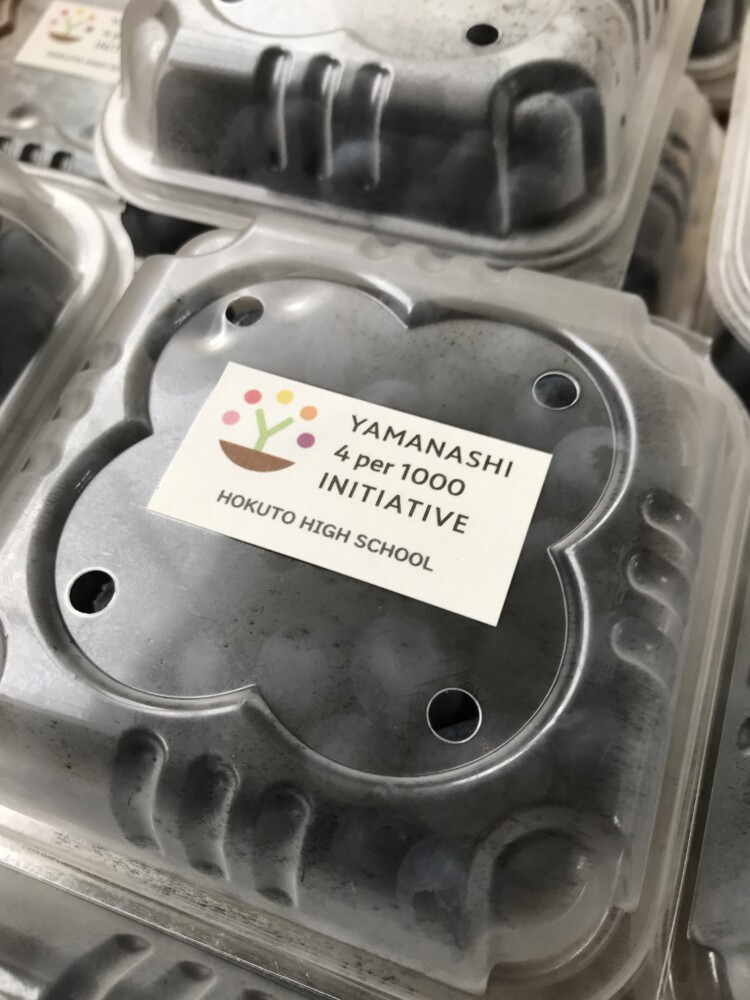 YAMANASHI
4 per 1000
INITIATIVE
HOKUTO HIGH SCHOOL